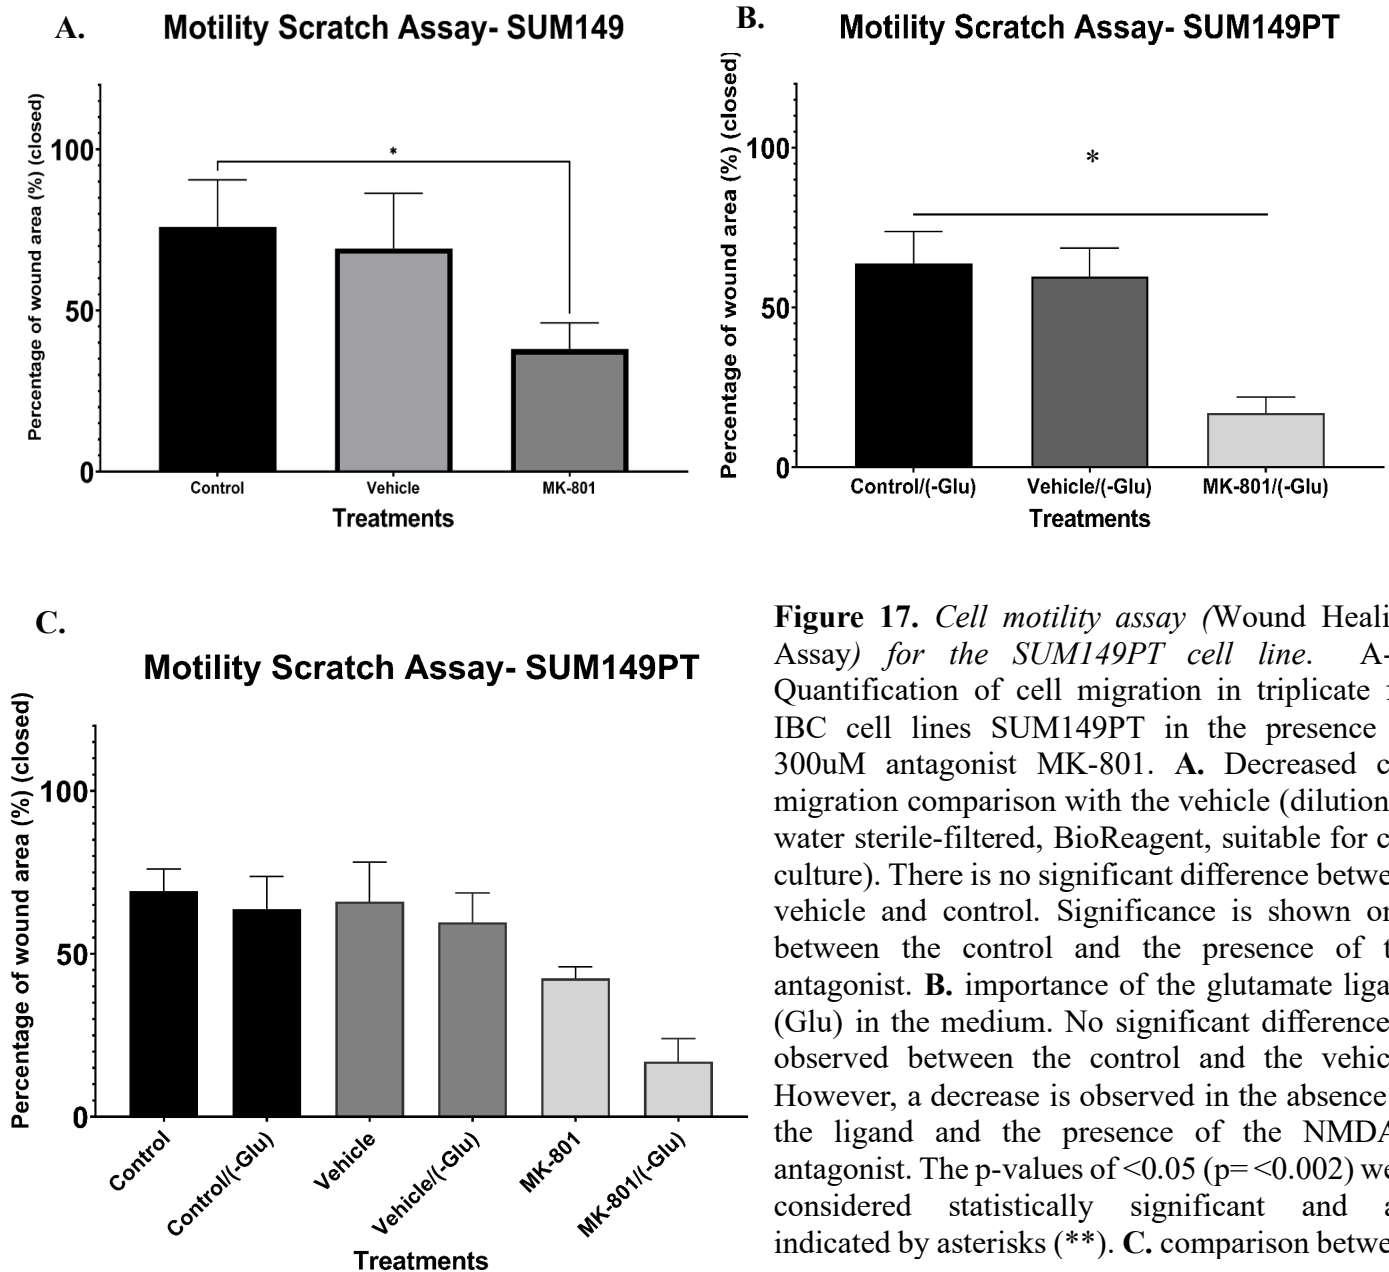 A.
Motility Scratch Assay- SUM149
Percentage of wound area (%) (closed)
100
50
0
*
Control
Vehicle
MK-801
Treatments
B.
Motility Scratch Assay- SUM149PT
Percentage of wound area (%) (closed)
100
50
0
*
Control/(-Glu)
Vehicle/(-Glu)
MK-801/(-Glu)
Treatments
C.
Motility Scratch Assay- SUM149PT
Percentage of wound area (%) (closed)
100
50
0
Control
Control/(-Glu)
Vehicle
Vehicle/(-Glu)
MK-801
MK-801/(-Glu)
Treatments
Figure 17. Cell motility assay (Wound Heali
Assay) for the SUM149PT cell line. A-
Quantification of cell migration in triplicate
IBC cell lines SUM149PT in the presence
300uM antagonist MK-801. A. Decreased c
migration comparison with the vehicle (dilution
water sterile-filtered, BioReagent, suitable for c
culture). There is no significant difference betwe
vehicle and control. Significance is shown on
between the control and the presence of t
antagonist. B. importance of the glutamate liga
(Glu) in the medium. No significant difference
observed between the control and the vehic
However, a decrease is observed in the absence
the ligand and the presence of the NMDA
antagonist. The p-values of <0.05 (p= <0.002) we
considered statistically significant and a
indicated by asterisks (**). C. comparison betwe